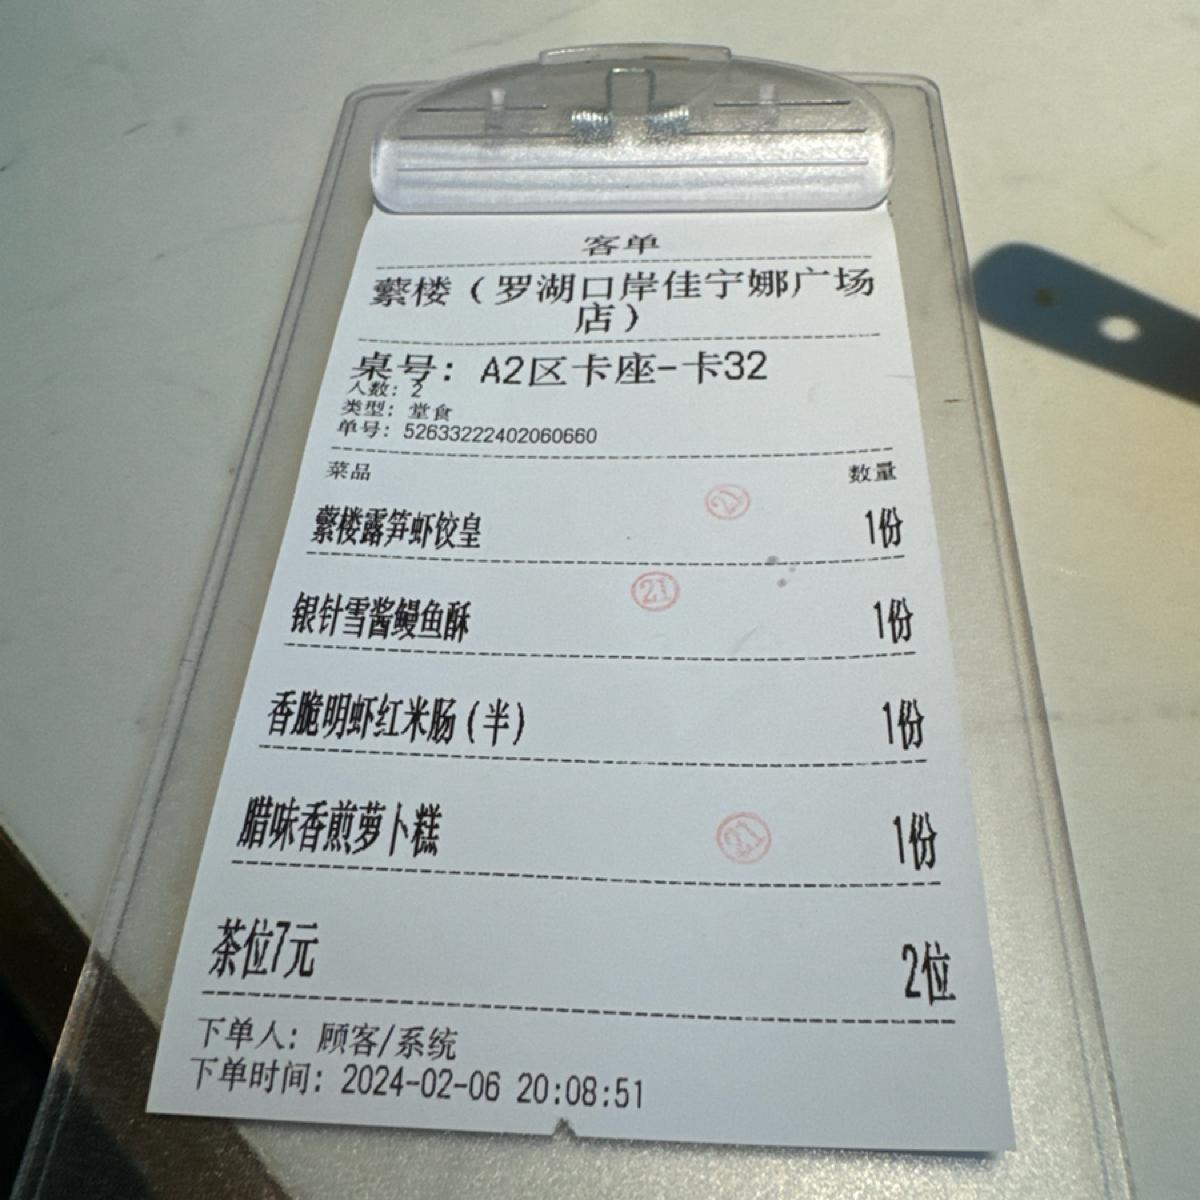 客单
蘩楼（罗湖口岸佳宁娜广场
店）
桌号：A2区卡座-卡32
人数：2
类型：堂食
单号：52633222402060660
菜品 数量
21
蘩楼露笋虾饺皇 1份
21
银针雪酱鳗鱼酥 1份
香脆明虾红米肠（半） 1份
21
腊味香煎萝卜糕 1份
茶位7元 2位
下单人：顾客/系统
下单时间：2024-02-06 20:08:51